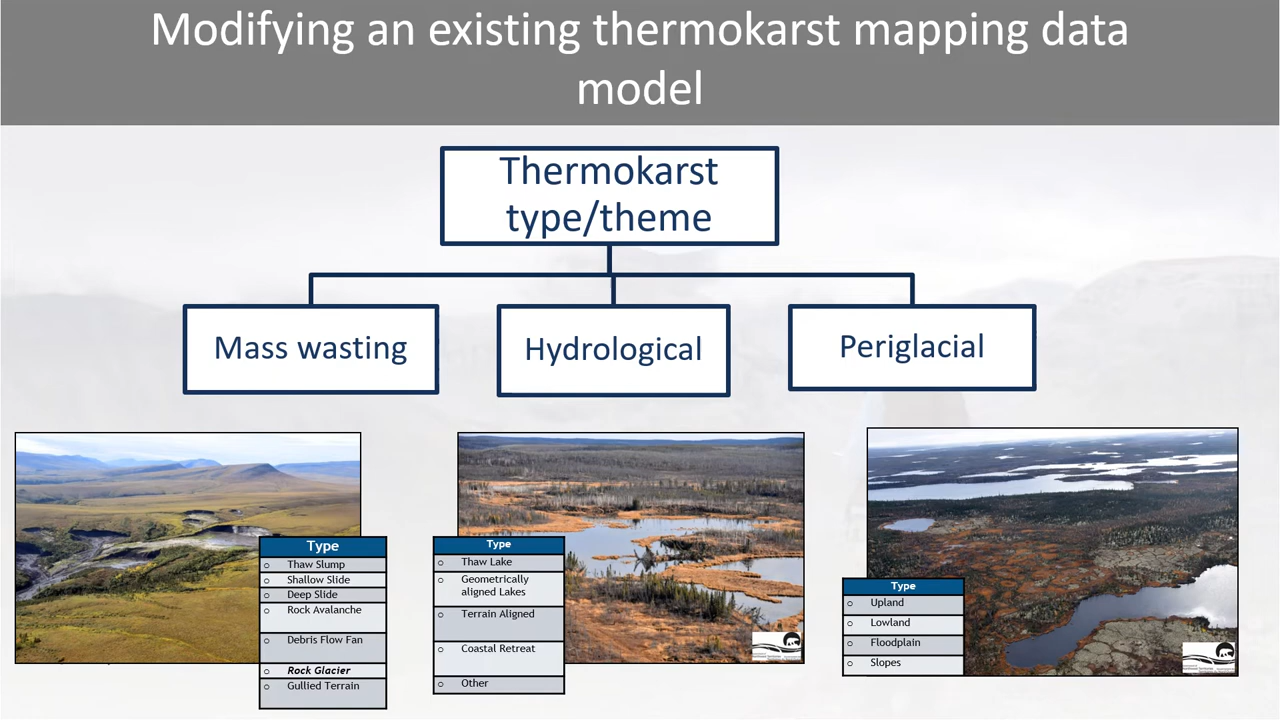 Modifying an existing thermokarst mapping data
model
Thermokarst
type/theme
Mass wasting
Hydrological
Periglacial
Type
o Thaw Slump
o Shallow Slide
o Deep Slide
o Rock Avalanche
o Debris Flow Fan
o Rock Glacier
o Gullied Terrain
Type
o Thaw Lake
o Geometrically
aligned Lakes
o Terrain Aligned
o Coastal Retreat
o Other
Type
o Upland
o Lowland
o Floodplain
o Slopes